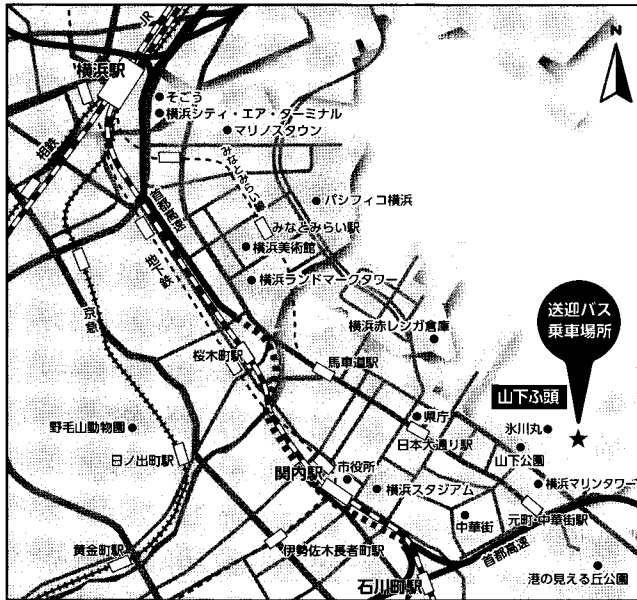 JR
N
横浜駅
そごう
横浜シティ・エア・ターミナル
マリノスタウン
相鉄
みなとみらい線
首都高速
パシフィコ横浜
みなとみらい駅
横浜美術館
地下鉄
横浜ランドマークタワー
京急
送迎バス
乗車場所
横浜赤レンガ倉庫
桜木町駅
馬車道駅
山下ふ頭
県庁
氷川丸
野毛山動物園
日本大通り駅
山下公園
日ノ出町駅
関内駅
市役所
横浜スタジアム
横浜マリンタワー
中華街
元町・中華街駅
黄金町駅
伊勢佐木長者町駅
首都高速
石川町駅
港の見える丘公園